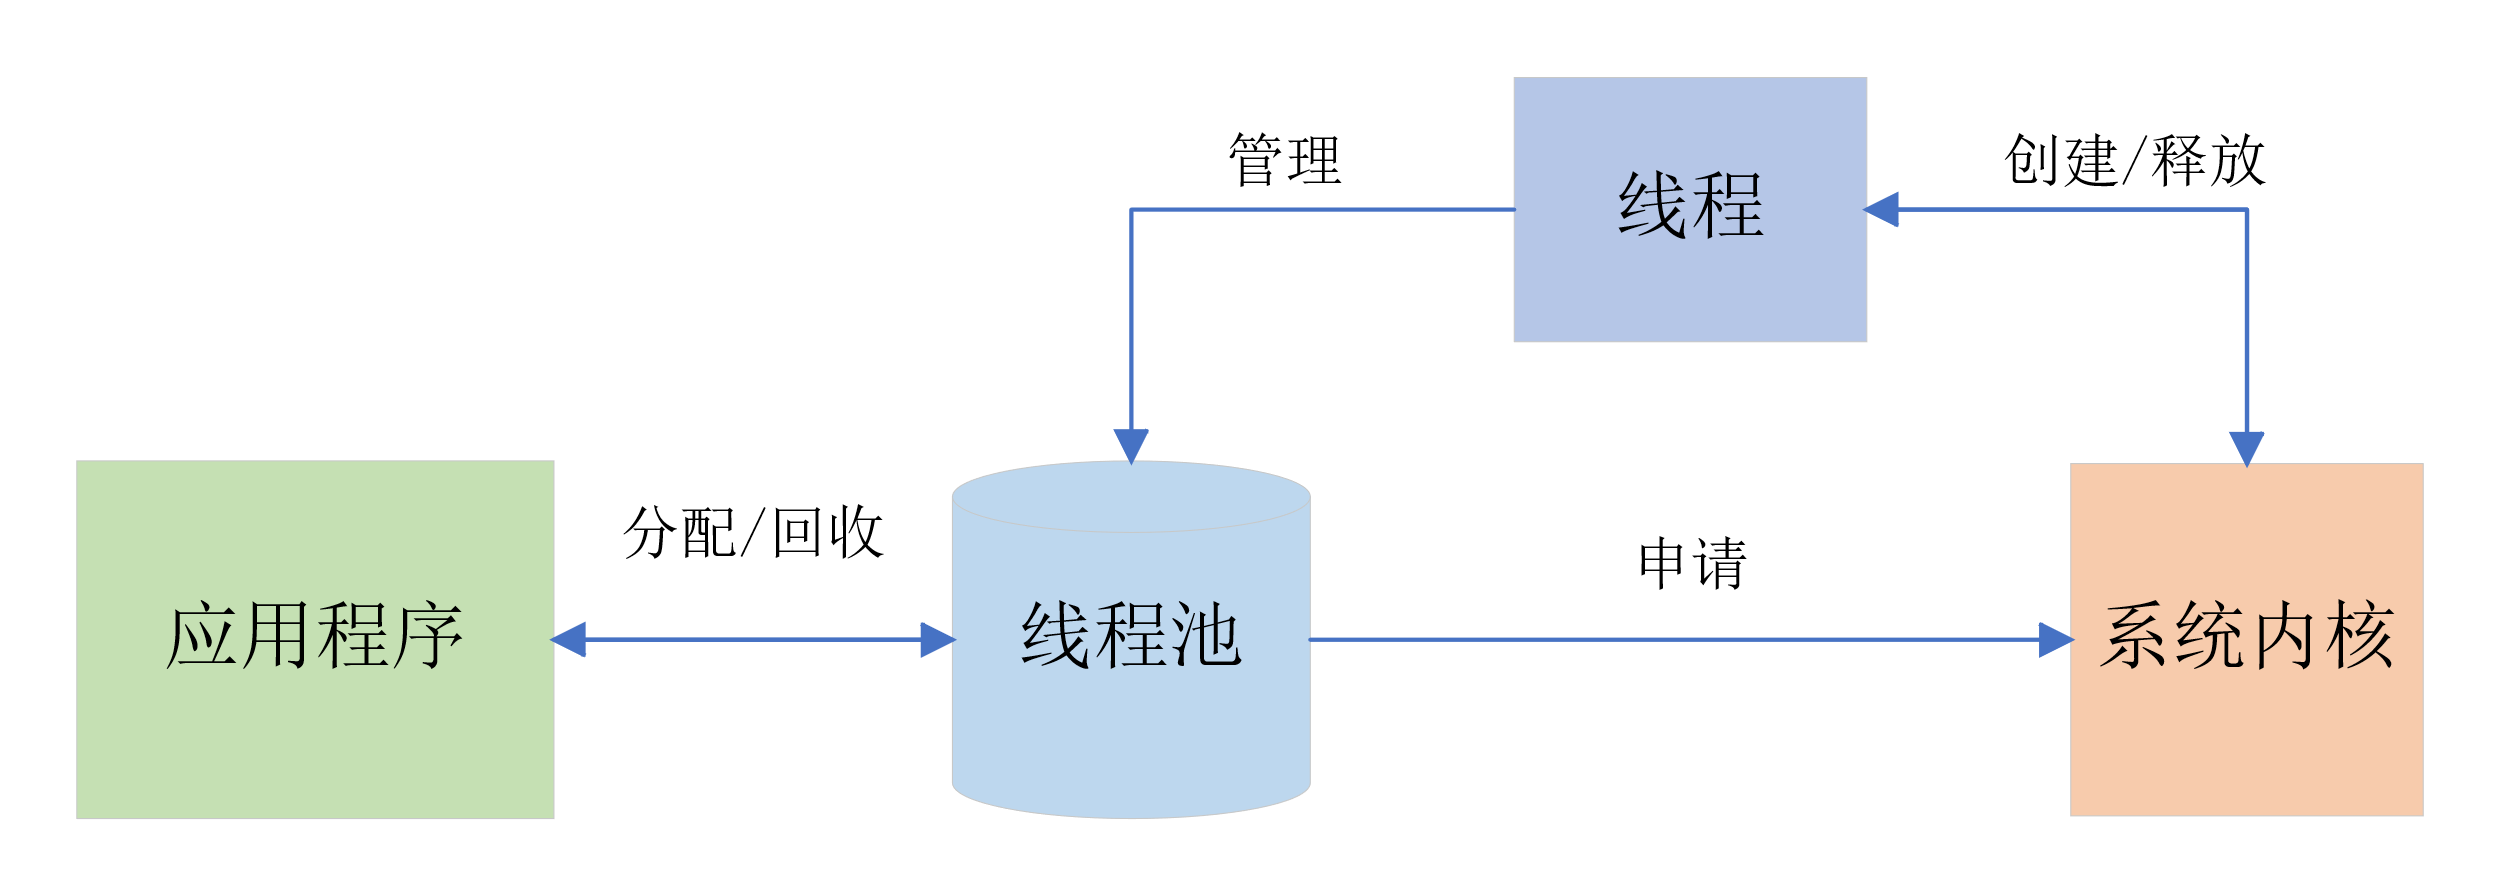 管理
创建/释放
线程
分配/回收
申请
应用程序
线程池
系统内核